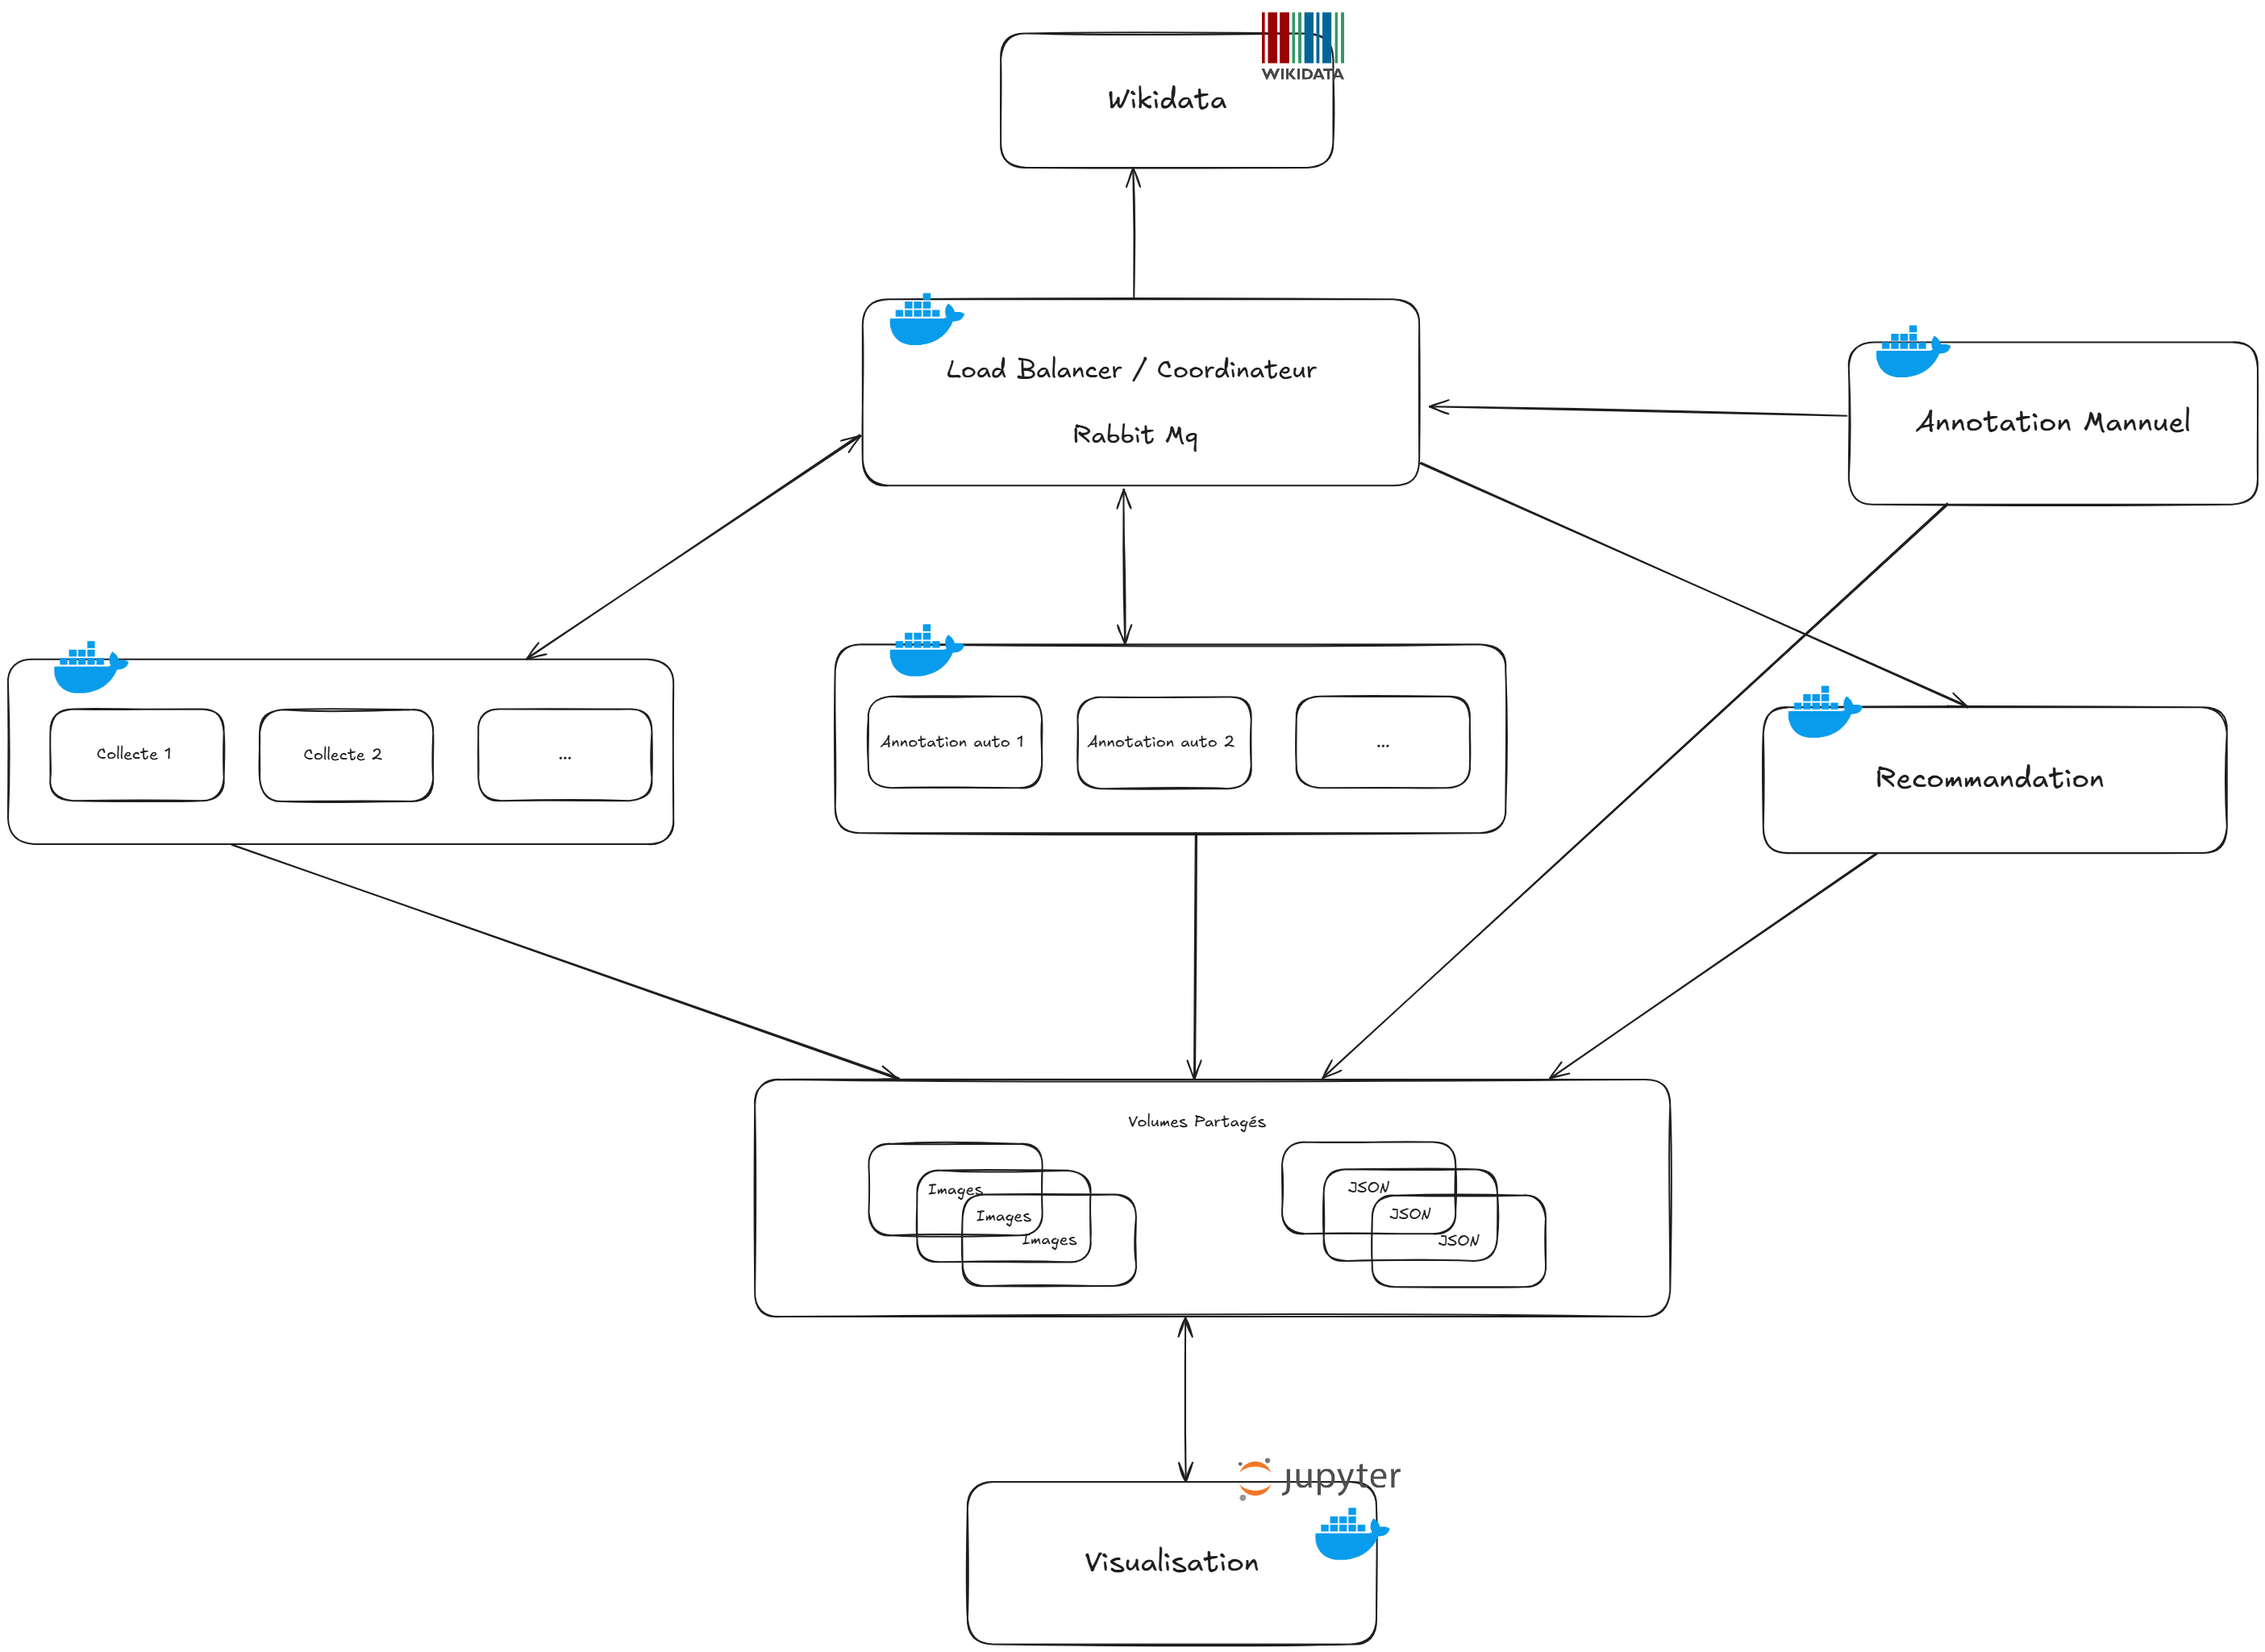 WIKIDATA
Wikidata
Load Balancer / Coordinateur
Rabbit Mq
Annotation Mannuel
Collecte 1
Collecte 2
...
Annotation auto 1
Annotation auto 2
...
Recommandation
Volumes Partagés
Images
Images
Images
JSON
JSON
JSON
jupyter
Visualisation